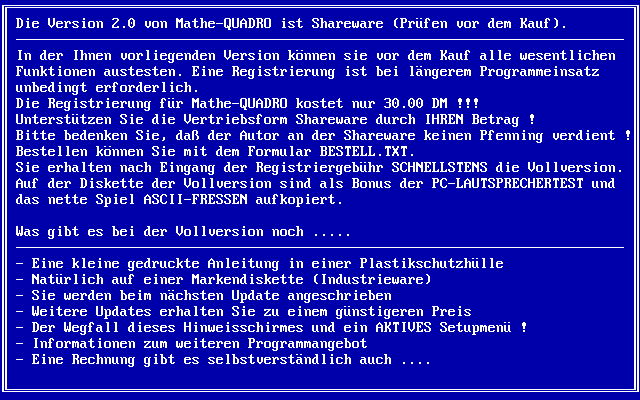 Die Version 2.0 von Mathe-QUADRO ist Shareware (Prüfen vor dem Kauf).
In der Ihnen vorliegenden Version können sie vor dem Kauf alle wesentlichen
Funktionen austesten. Eine Registrierung ist bei längerem Programmeinsatz
unbedingt erforderlich.
Die Registrierung für Mathe-QUADRO kostet nur 30.00 DM !!!
Unterstützen Sie die Vertriebsform Shareware durch IHREN Betrag !
Bitte bedenken Sie, daß der Autor an der Shareware keinen Pfenning verdient !
Bestellen können Sie mit dem Formular BESTELL.TXT.
Sie erhalten nach Eingang der Registriergebühr SCHNELLSTENS die Vollversion.
Auf der Diskette der Vollversion sind als Bonus der PC-LAUTSPRECHERTEST und
das nette Spiel ASCII-FRESSEN aufkopiert.
Was gibt es bei der Vollversion noch .....
- Eine kleine gedruckte Anleitung in einer Plastikschutzhülle
- Natürlich auf einer Markendiskette (Industrieware)
- Sie werden beim nächsten Update angeschrieben
- Weitere Updates erhalten Sie zu einem günstigeren Preis
- Der Wegfall dieses Hinweisschirmes und ein AKTIVES Setupmenü !
- Informationen zum weiteren Programmangebot
- Eine Rechnung gibt es selbstverständlich auch ....